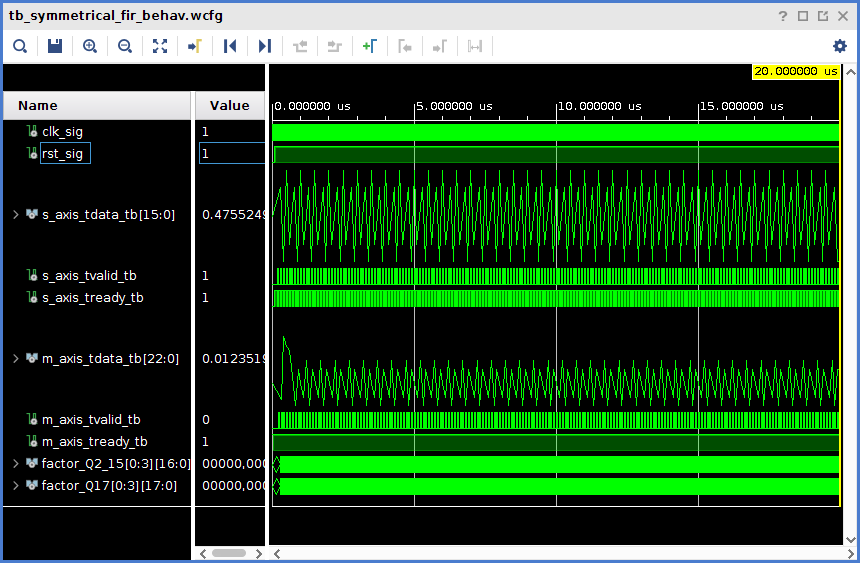 tb_symmetrical_fir_behav.wcfg
20.000000 us
Name Value 0.000000 us 5.000000 us 10.000000 us 15.000000 us
clk_sig 1
rst_sig 1
s_axis_tdata_tb[15:0] 0.4755249
s_axis_tvalid_tb 1
s_axis_tready_tb 1
m_axis_tdata_tb[22:0] 0.0123519
m_axis_tvalid_tb 0
m_axis_tready_tb 1
factor_Q2_15[0:3][16:0] 00000,000
factor_Q17[0:3][17:0] 00000,000